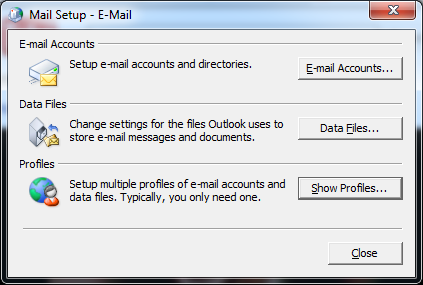 Mail Setup - E-Mail
E-mail Accounts
Setup e-mail accounts and directories.
E-mail Accounts...
Data Files
Change settings for the files Outlook uses to
store e-mail messages and documents.
Data Files...
Profiles
Setup multiple profiles of e-mail accounts and
data files. Typically, you only need one.
Show Profiles...
Close